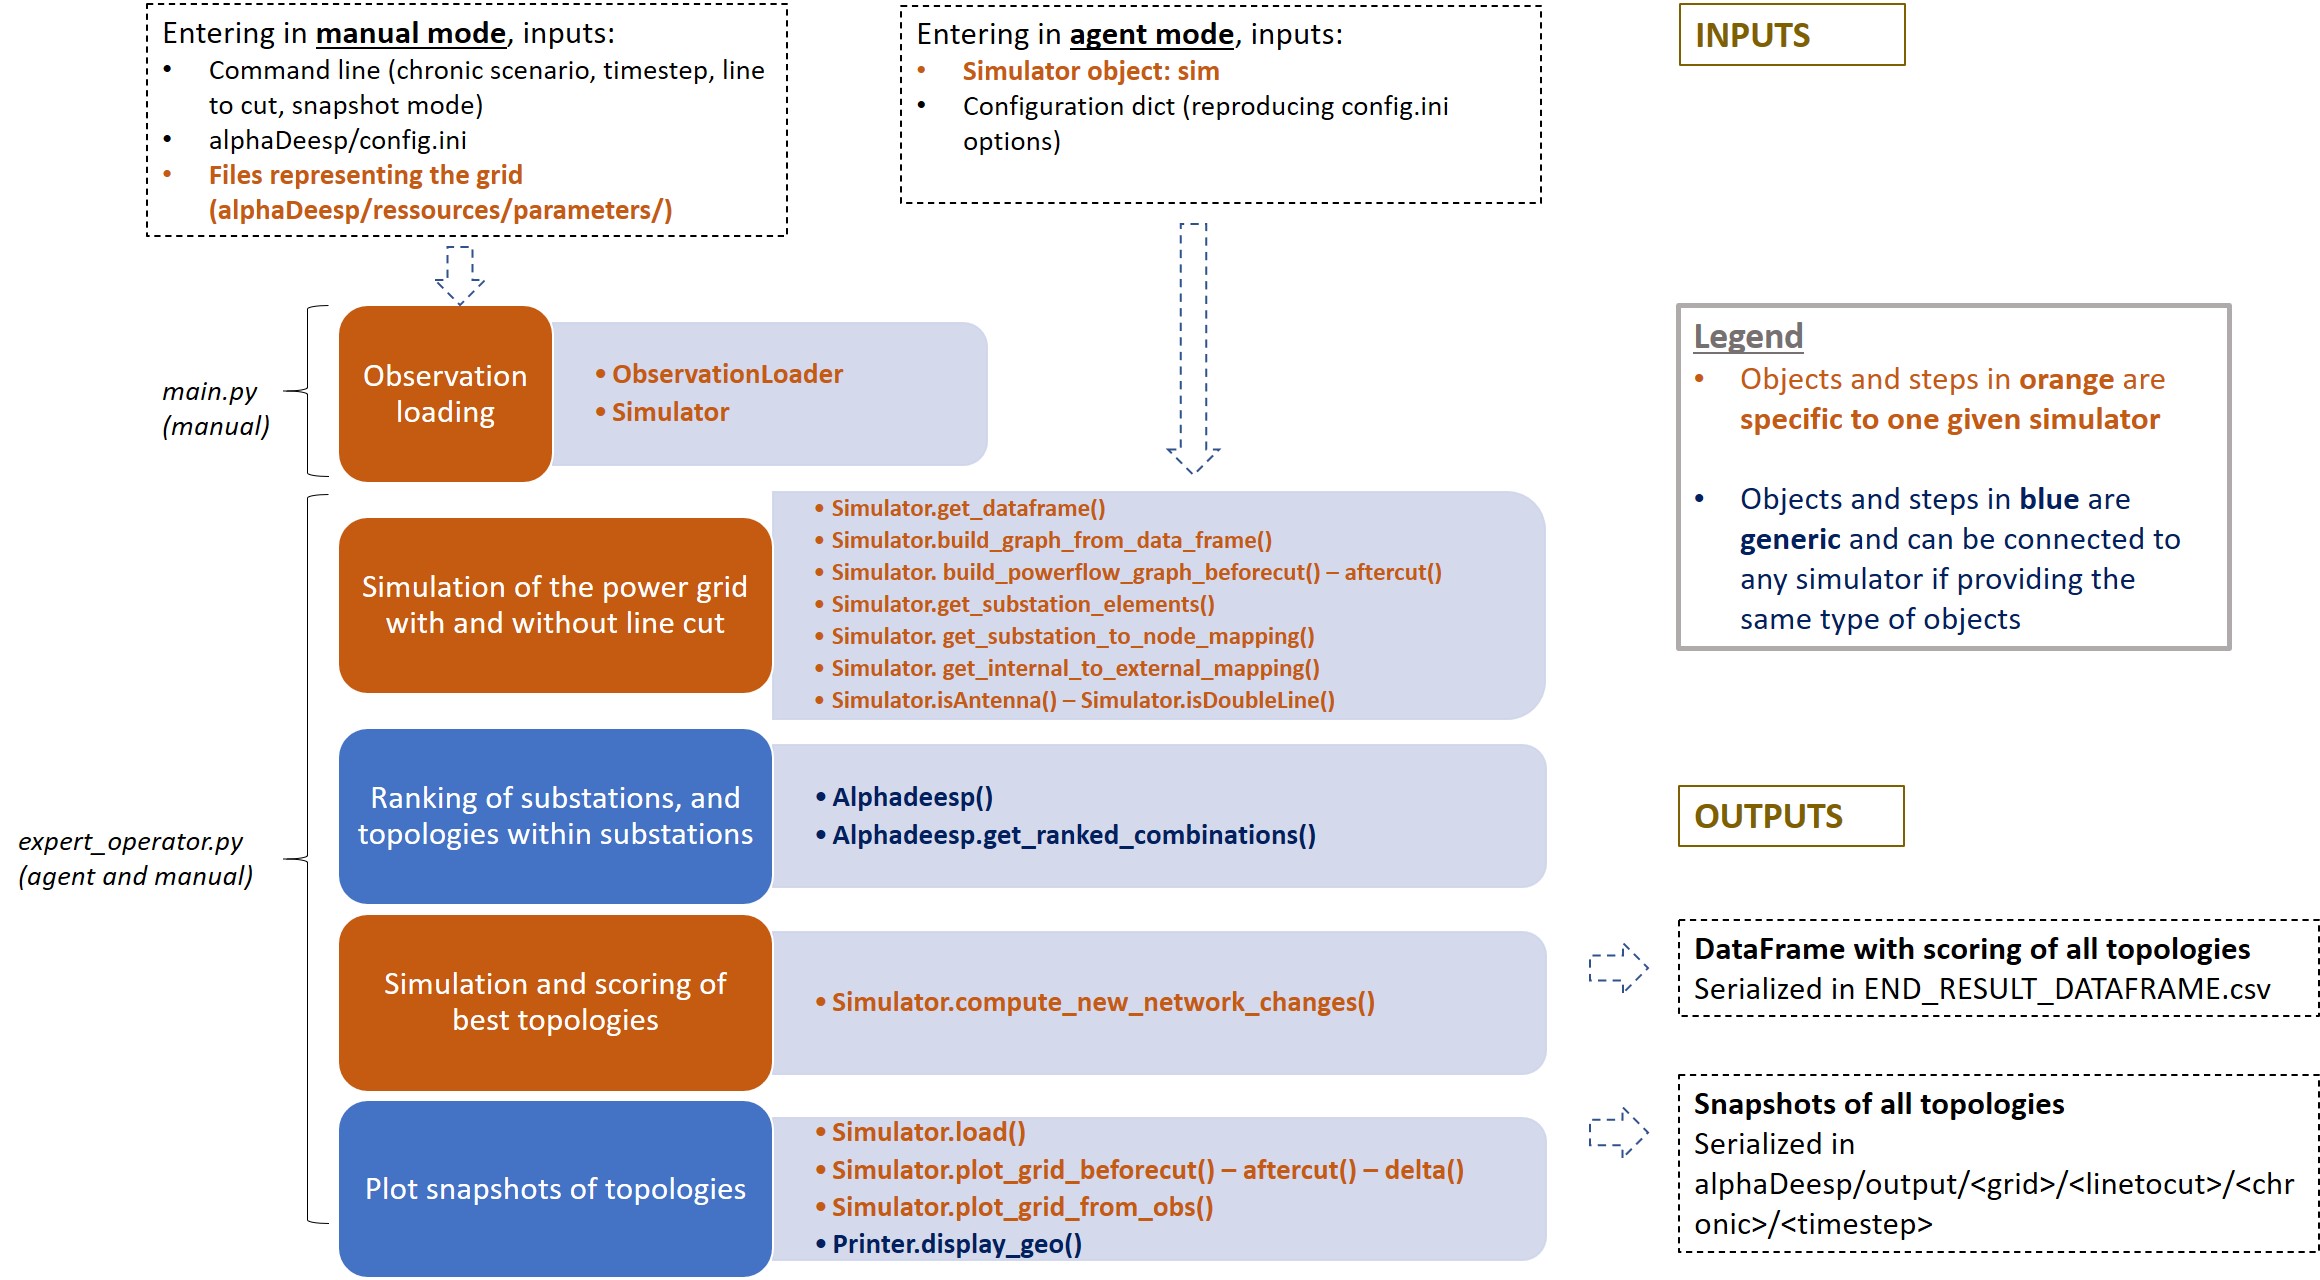 Entering in manual mode, inputs:
• Command line (chronic scenario, timestep, line
to cut, snapshot mode)
• alphaDeesp/config.ini
• Files representing the grid
(alphaDeesp/ressources/parameters/)
Entering in agent mode, inputs:
• Simulator object: sim
• Configuration dict (reproducing config.ini
options)
INPUTS
main.py
(manual)
Observation
loading
• ObservationLoader
• Simulator
Legend
• Objects and steps in orange are
specific to one given simulator
• Objects and steps in blue are
generic and can be connected to
any simulator if providing the
same type of objects
expert_operator.py
(agent and manual)
Simulation of the power grid
with and without line cut
• Simulator.get_dataframe()
• Simulator.build_graph_from_data_frame()
• Simulator. build_powerflow_graph_beforecut() – aftercut()
• Simulator.get_substation_elements()
• Simulator. get_substation_to_node_mapping()
• Simulator. get_internal_to_external_mapping()
• Simulator.isAntenna() – Simulator.isDoubleLine()
Ranking of substations, and
topologies within substations
• Alphadeesp()
• Alphadeesp.get_ranked_combinations()
OUTPUTS
Simulation and scoring of
best topologies
• Simulator.compute_new_network_changes()
DataFrame with scoring of all topologies
Serialized in END_RESULT_DATAFRAME.csv
Plot snapshots of topologies
• Simulator.load()
• Simulator.plot_grid_beforecut() – aftercut() – delta()
• Simulator.plot_grid_from_obs()
• Printer.display_geo()
Snapshots of all topologies
Serialized in
alphaDeesp/output/<grid>/<linetocut>/<chr
onic>/<timestep>